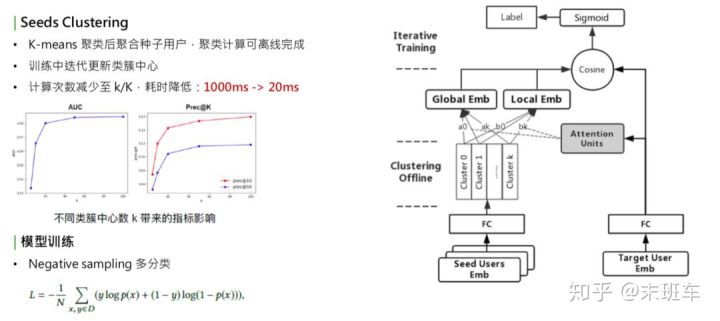 Seeds Clustering
• K-means 聚类后聚合种子用户，聚类计算可离线完成
• 训练中迭代更新类簇中心
• 计算次数减少至 k/K，耗时降低：1000ms -> 20ms
AUC
Prec@K
AUC
k
20
40
60
80
100
k
prec@10
prec@50
不同类簇中心数 k 带来的指标影响
模型训练
• Negative sampling 多分类
L = -1/N ∑ x,y∈D (y log p(x) + (1 − y) log(1 − p(x))),
Label
Sigmoid
Iterative
Training
Cosine
Global Emb
Local Emb
a0
ak
b0
bk
Attention
Units
Clustering
Offline
Cluster 0
Cluster 1
......
Cluster k
FC
FC
Seed Users
Emb
Target User
Emb
知乎 @末班车